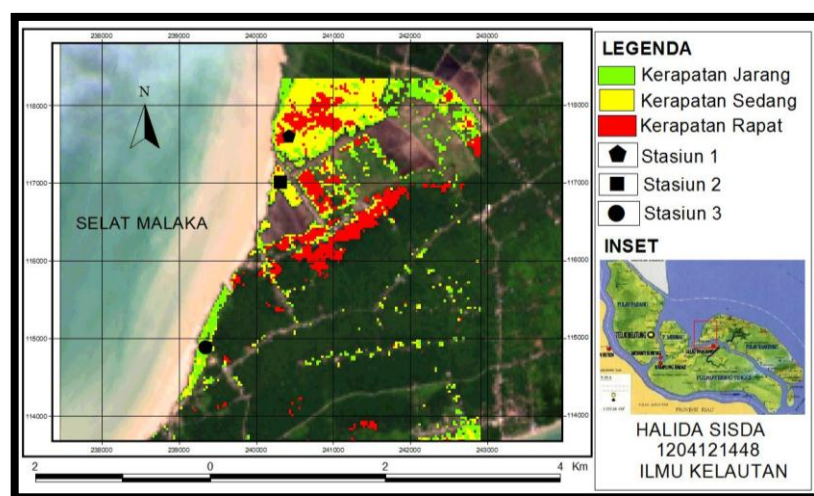 238000 239000 240000 241000 242000 243000
118000 118000
117000 117000
116000 116000
115000 115000
114000 114000
238000 239000 240000 241000 242000 243000
N
SELAT MALAKA
2 0 2 4 Km
LEGENDA
Kerapatan Jarang
Kerapatan Sedang
Kerapatan Rapat
Stasiun 1
Stasiun 2
Stasiun 3
INSET
HALIDA SISDA
1204121448
ILMU KELAUTAN